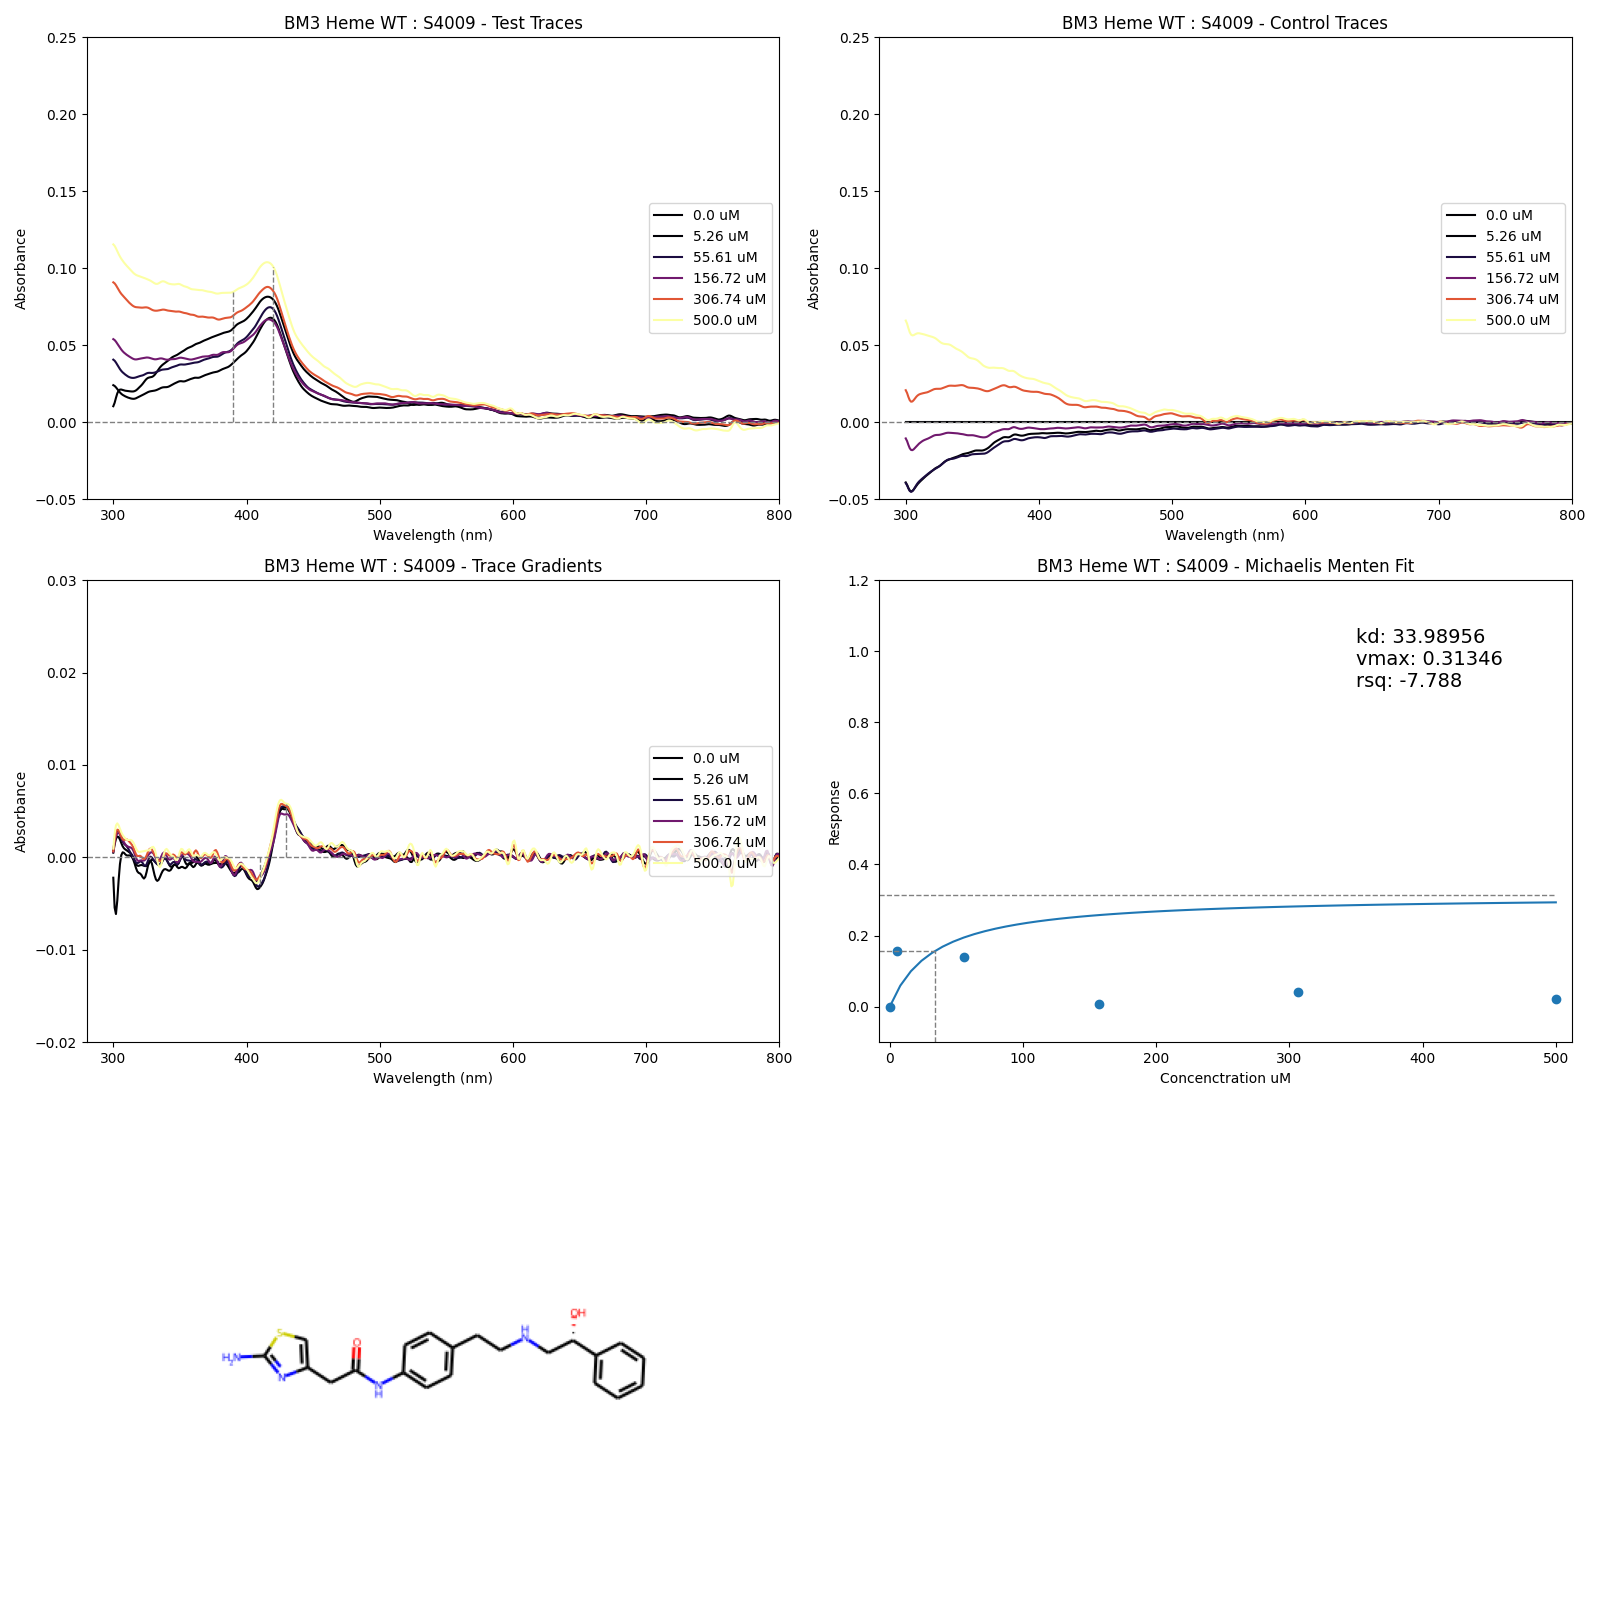 BM3 Heme WT : S4009 - Test Traces
0.25
0.20
0.15
0.10
0.05
0.00
−0.05
Absorbance
300
400
500
600
700
800
Wavelength (nm)
0.0 uM
5.26 uM
55.61 uM
156.72 uM
306.74 uM
500.0 uM
BM3 Heme WT : S4009 - Control Traces
0.25
0.20
0.15
0.10
0.05
0.00
−0.05
Absorbance
300
400
500
600
700
800
Wavelength (nm)
0.0 uM
5.26 uM
55.61 uM
156.72 uM
306.74 uM
500.0 uM
BM3 Heme WT : S4009 - Trace Gradients
0.03
0.02
0.01
0.00
−0.01
−0.02
Absorbance
300
400
500
600
700
800
Wavelength (nm)
0.0 uM
5.26 uM
55.61 uM
156.72 uM
306.74 uM
500.0 uM
BM3 Heme WT : S4009 - Michaelis Menten Fit
1.2
1.0
0.8
0.6
0.4
0.2
0.0
Response
0
100
200
300
400
500
Concenctration uM
kd: 33.98956
vmax: 0.31346
rsq: -7.788
H2N
S
N
O
N
H
H
N
OH